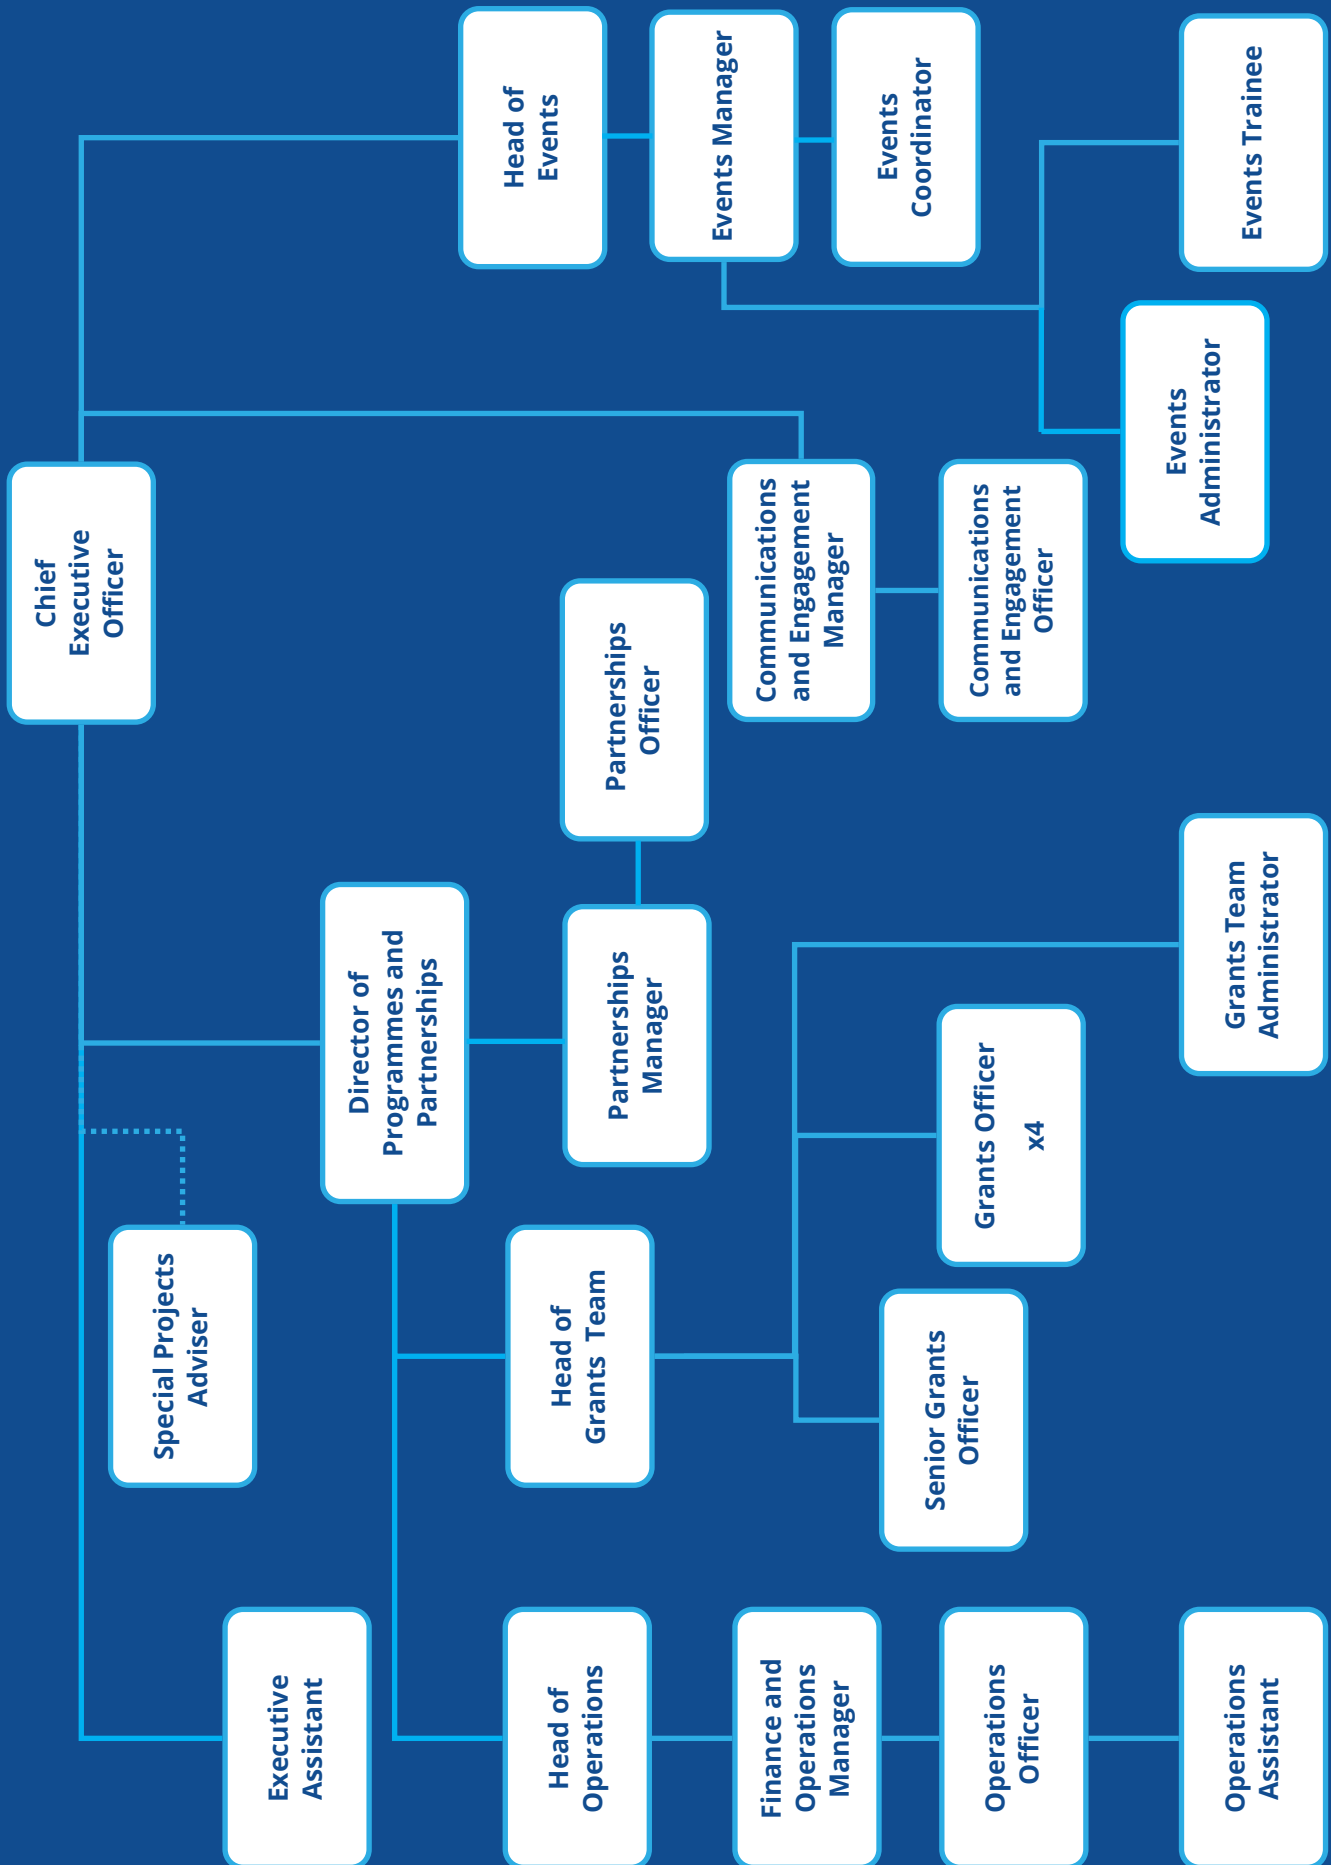 Chief
Executive
Officer
Special Projects
Adviser
Executive
Assistant
Director of
Programmes and
Partnerships
Head of
Events
Head of
Operations
Head of
Grants  Team
Partnerships
Manager
Partnerships
Officer
Events Manager
Finance and
Operations
Manager
Communications
and Engagement
Manager
Events
Coordinator
Senior Grants
Officer
Operations
Officer
Grants Officer
x4
Communications
and Engagement
Officer
Events
Administrator
Operations
Assistant
Grants Team
Administrator
Events Trainee